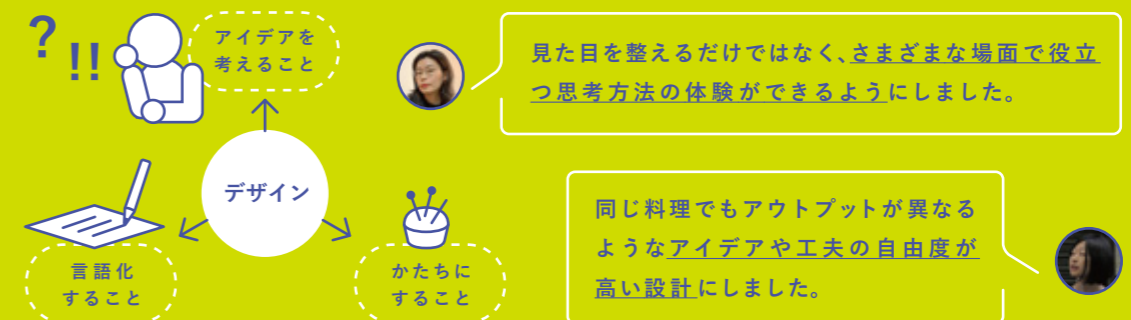 ?
!!
アイデアを
考えること
デザイン
言語化
すること
かたちに
すること
見た目を整えるだけではなく、さまざまな場面で役立
つ思考方法の体験ができるようにしました。
同じ料理でもアウトプットが異なる
ようなアイデアや工夫の自由度が
高い設計にしました。